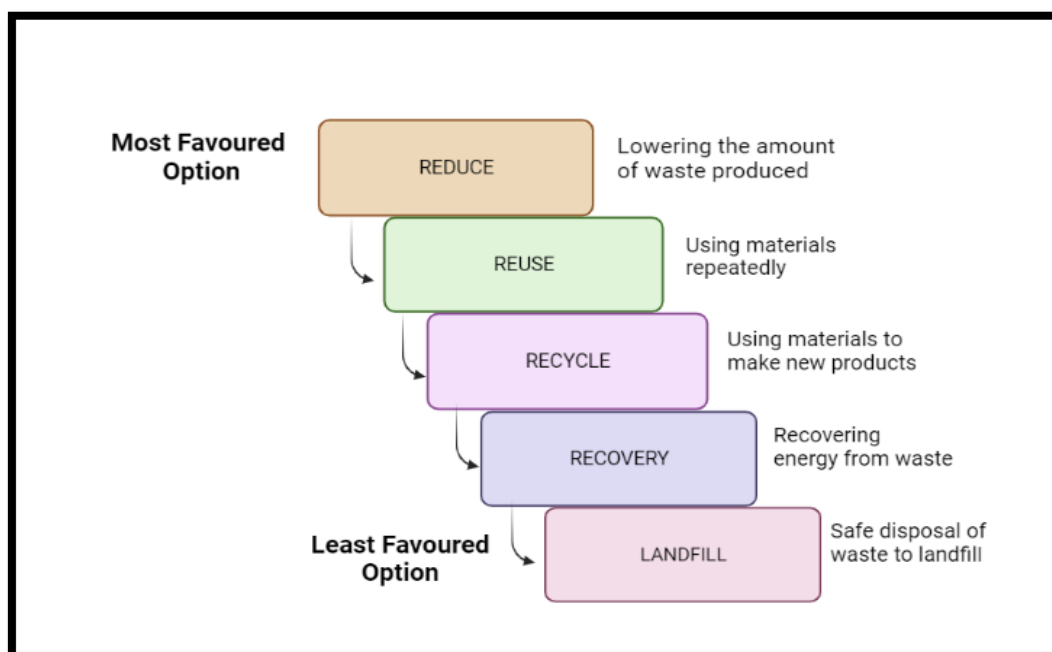 Most Favoured
Option
REDUCE
Lowering the amount
of waste produced
REUSE
Using materials
repeatedly
RECYCLE
Using materials to
make new products
RECOVERY
Recovering
energy from waste
Least Favoured
Option
LANDFILL
Safe disposal of
waste to landfill